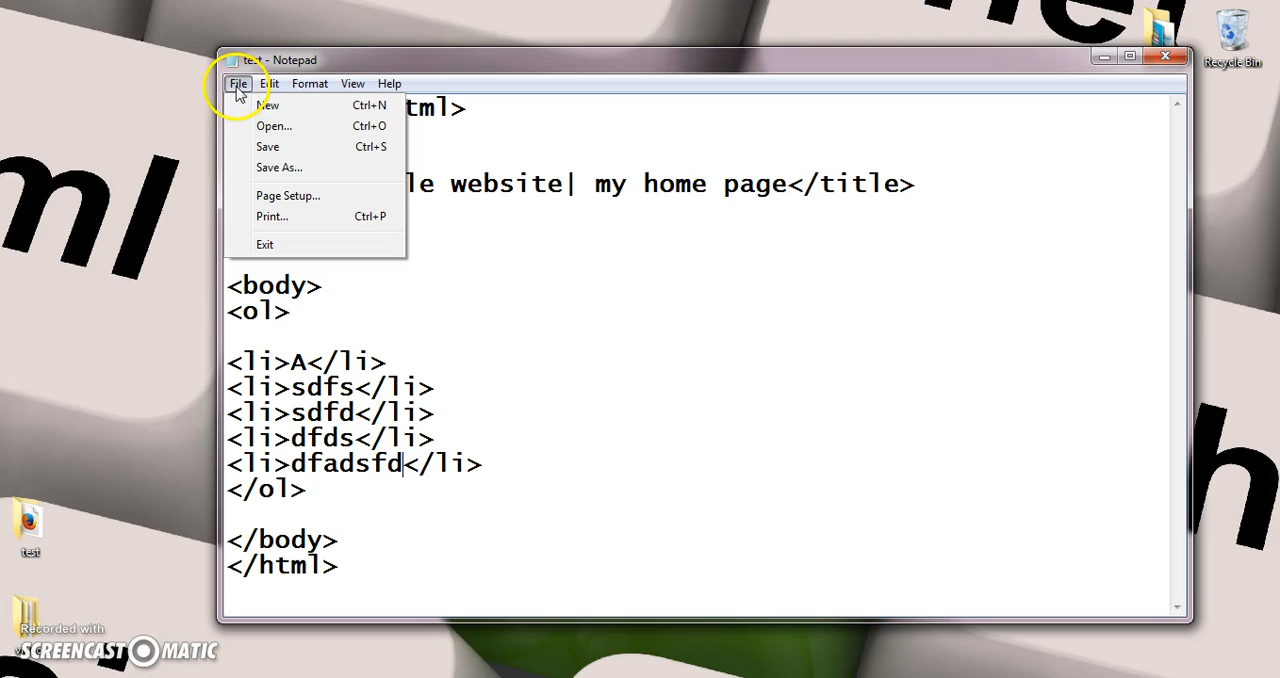 hel
ml
h
Recycle Bin
test - Notepad
File Edit Format View Help
New Ctrl+N
Open... Ctrl+O
Save Ctrl+S
Save As...
Page Setup...
Print... Ctrl+P
Exit
tml>
le website| my home page</title>
<body>
<ol>
<li>A</li>
<li>sdfs</li>
<li>sdfd</li>
<li>dfds</li>
<li>dfadsfd</li>
</ol>
</body>
</html>
test
Recorded with
SCREENCAST MATIC